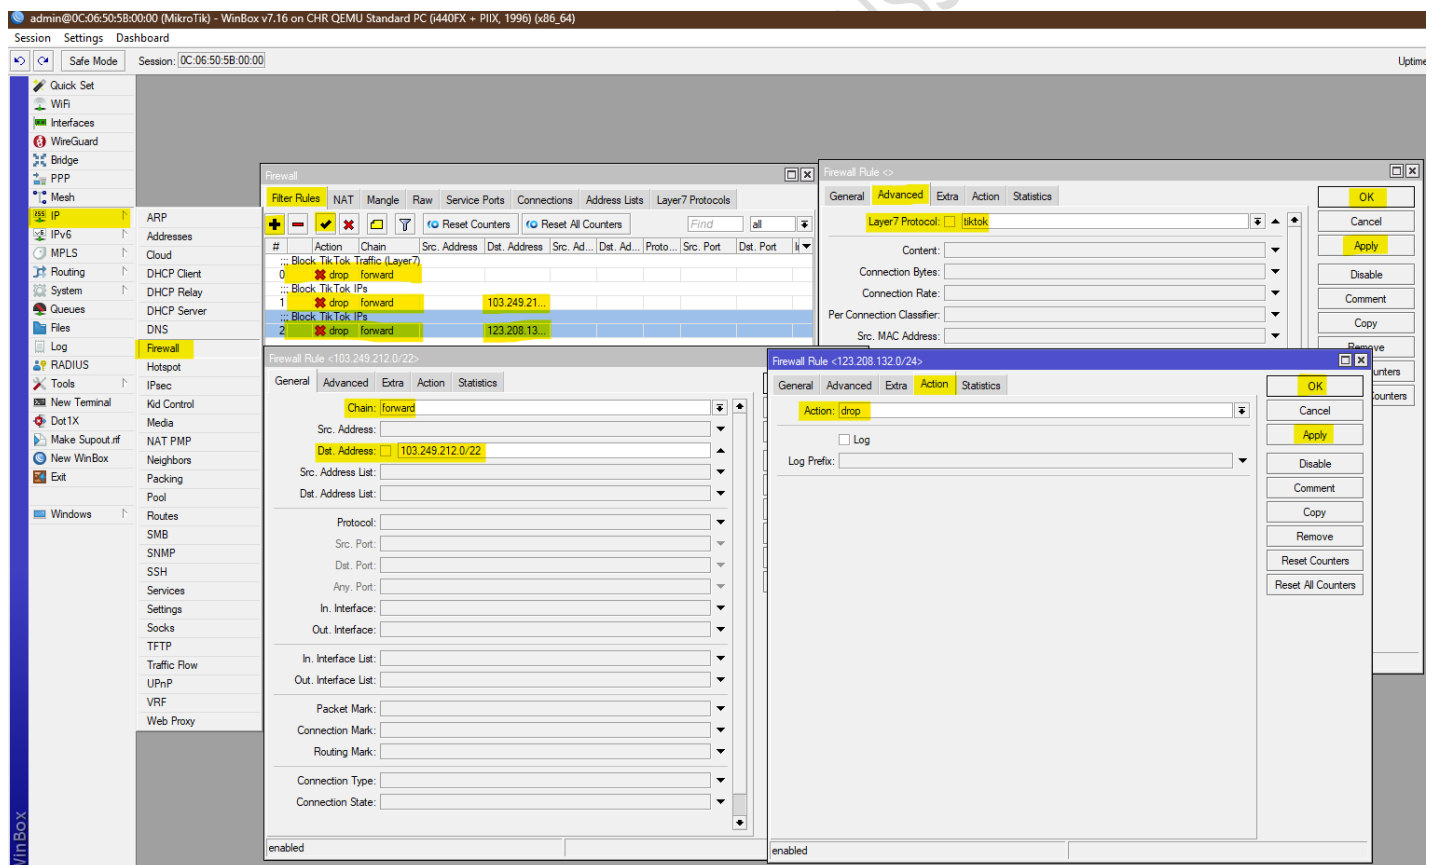 admin@0C:06:50:5B:00:00 (MikroTik) - WinBox v7.16 on CHR QEMU Standard PC (i440FX + PIIX, 1996) (x86_64)
Session Settings Dashboard
Safe Mode Session: 0C:06:50:5B:00:00 Uptime
Quick Set
WiFi
Interfaces
WireGuard
Bridge
PPP
Mesh
IP
IPv6
MPLS
Routing
System
Queues
Files
Log
RADIUS
Tools
New Terminal
Dot1X
Make Supout.rif
New WinBox
Exit
Windows
WinBox
ARP
Addresses
Cloud
DHCP Client
DHCP Relay
DHCP Server
DNS
Firewall
Hotspot
IPsec
Kid Control
Media
NAT PMP
Neighbors
Packing
Pool
Routes
SMB
SNMP
SSH
Services
Settings
Socks
TFTP
Traffic Flow
UPnP
VRF
Web Proxy
Firewall
Filter Rules NAT Mangle Raw Service Ports Connections Address Lists Layer7 Protocols
Reset Counters Reset All Counters Find all
# Action Chain Src. Address Dst. Address Src. Ad... Dst. Ad... Proto... Src. Port Dst. Port
::: Block TikTok Traffic (Layer7)
0 drop forward
::: Block TikTok IPs
1 drop forward 103.249.21...
::: Block TikTok IPs
2 drop forward 123.208.13...
Firewall Rule <>
General Advanced Extra Action Statistics
Layer7 Protocol: tiktok
Content:
Connection Bytes:
Connection Rate:
Per Connection Classifier:
Src. MAC Address:
OK
Cancel
Apply
Disable
Comment
Copy
Remove
unters
Counters
Firewall Rule <103.249.212.0/22>
General Advanced Extra Action Statistics
Chain: forward
Src. Address:
Dst. Address: 103.249.212.0/22
Src. Address List:
Dst. Address List:
Protocol:
Src. Port:
Dst. Port:
Any. Port:
In. Interface:
Out. Interface:
In. Interface List:
Out. Interface List:
Packet Mark:
Connection Mark:
Routing Mark:
Connection Type:
Connection State:
enabled
Firewall Rule <123.208.132.0/24>
General Advanced Extra Action Statistics
Action: drop
Log
Log Prefix:
OK
Cancel
Apply
Disable
Comment
Copy
Remove
Reset Counters
Reset All Counters
enabled